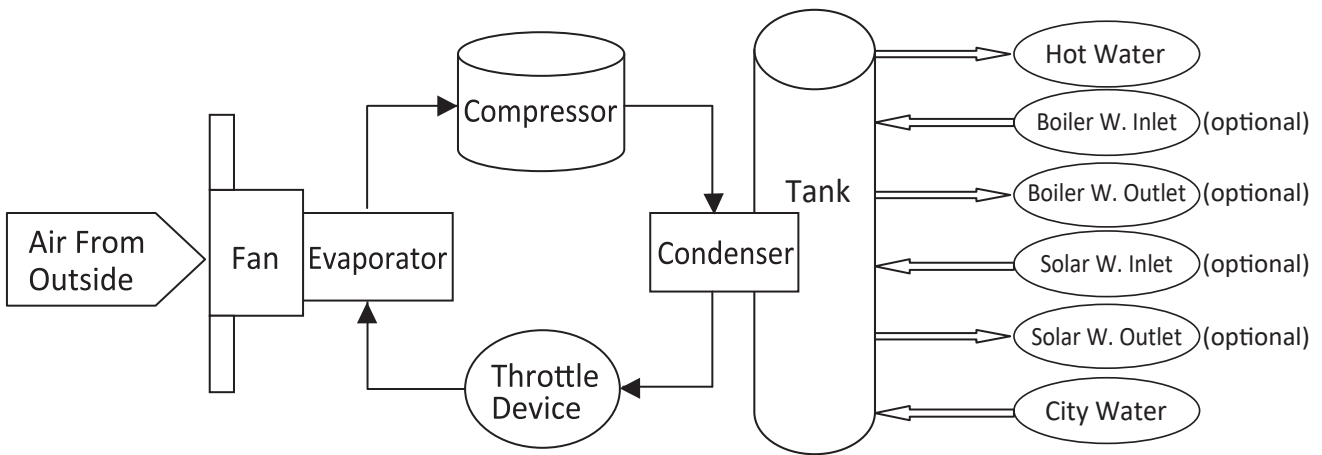 Air From
Outside
Fan
Evaporator
Compressor
Throttle
Device
Condenser
Tank
Hot Water
Boiler W. Inlet (optional)
Boiler W. Outlet (optional)
Solar W. Inlet (optional)
Solar W. Outlet (optional)
City Water